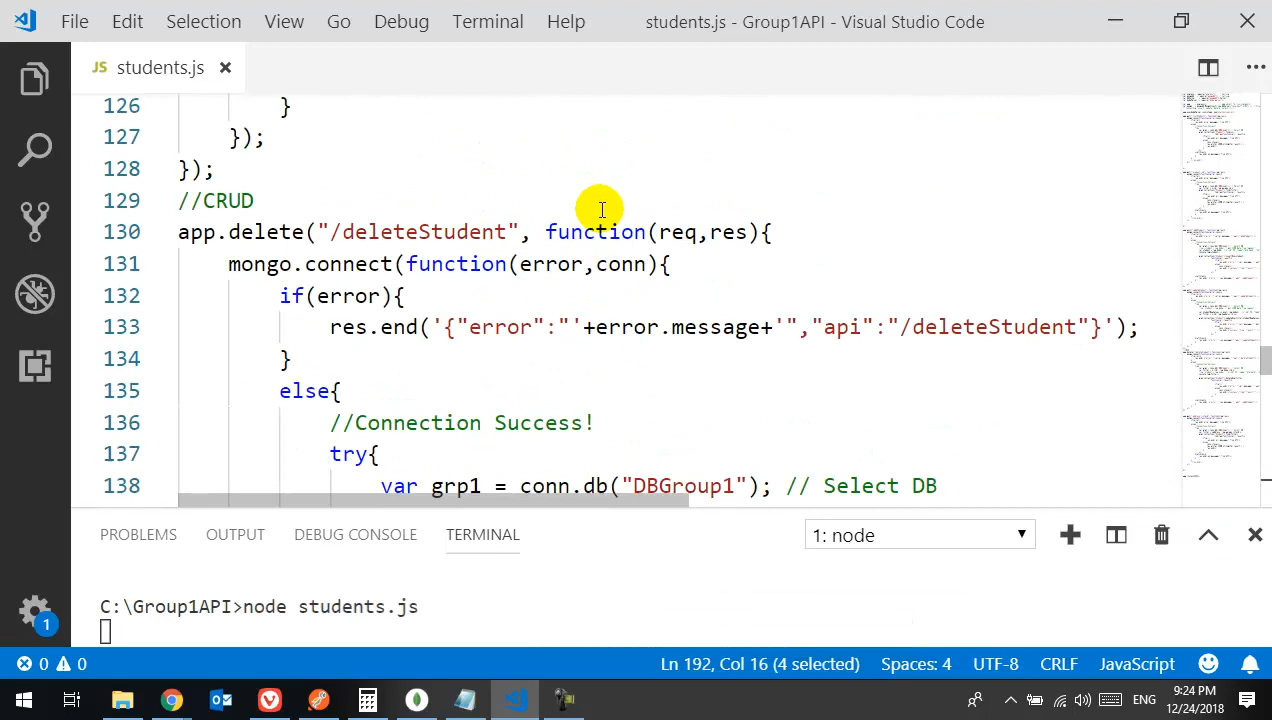 File Edit Selection View Go Debug Terminal Help students.js - Group1API - Visual Studio Code
JS students.js
126 }
127 });
128 });
129 //CRUD
130 app.delete("/deleteStudent", function(req,res){
131 mongo.connect(function(error,conn){
132 if(error){
133 res.end('{"error":"'+error.message+'","api":"/deleteStudent"}');
134 }
135 else{
136 //Connection Success!
137 try{
138 var grp1 = conn.db("DBGroup1"); // Select DB
PROBLEMS OUTPUT DEBUG CONSOLE TERMINAL 1: node
C:\Group1API>node students.js
1 0 0 Ln 192, Col 16 (4 selected) Spaces: 4 UTF-8 CRLF JavaScript
ENG 9:24 PM
12/24/2018